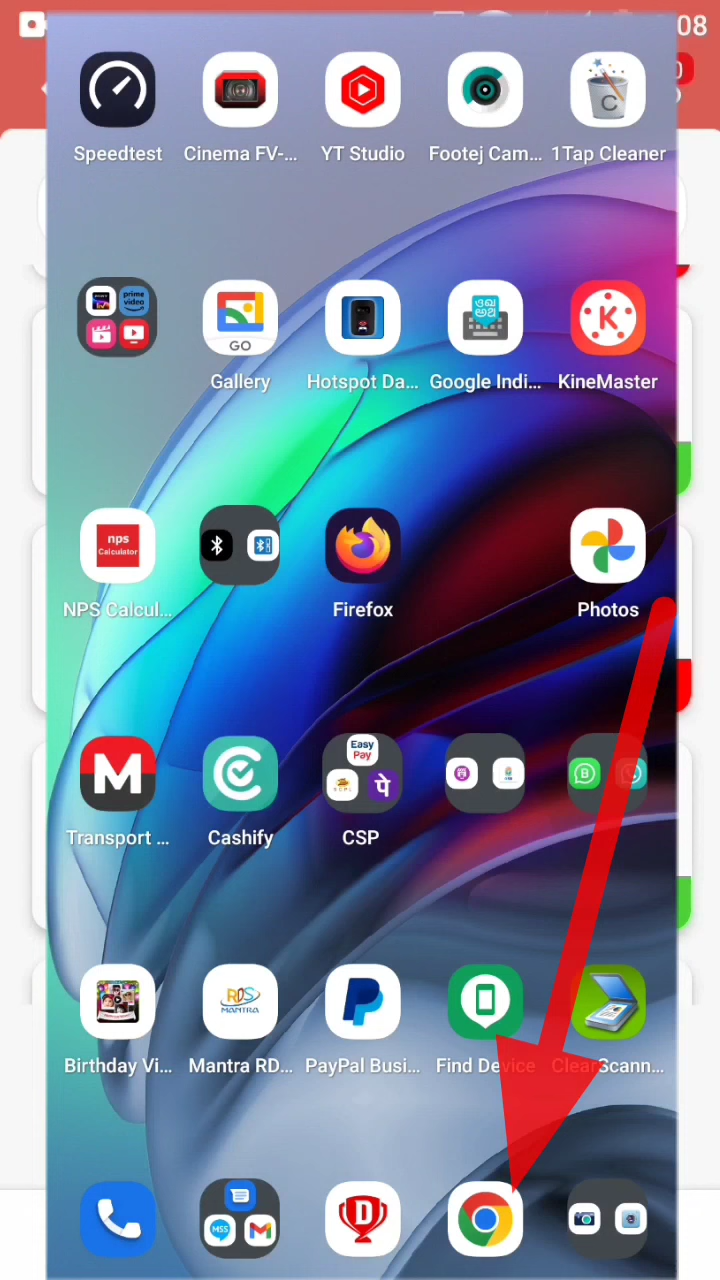 08
Speedtest
Cinema FV-...
YT Studio
Footej Cam...
1Tap Cleaner
prime
video
GO
Gallery
Hotspot Da...
Google Indi...
K
KineMaster
nps
Calculator
NPS Calcul...
Firefox
Photos
M
Transport ...
Cashify
Easy
Pay
पे
CSP
B
Birthday Vi...
RDS
MANTRA
Mantra RD...
P
PayPal Busi...
Find Device
ClearScann...
MSS
D
C